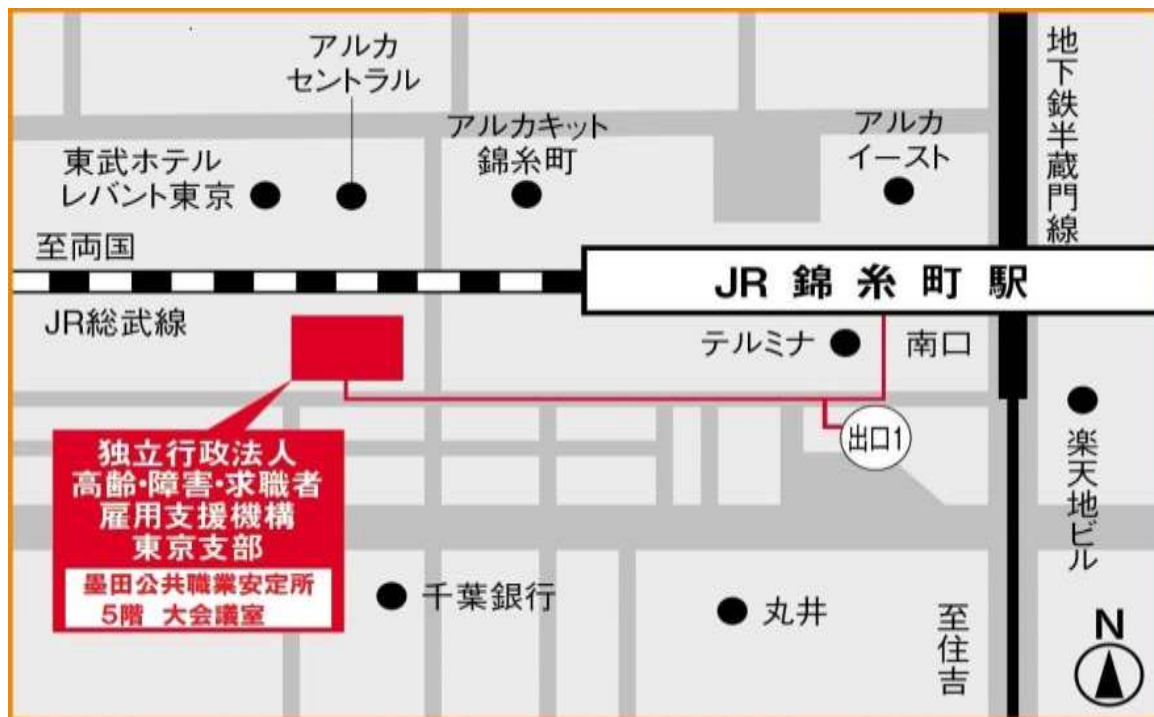 アルカ
セントラル
アルカキット
錦糸町
アルカ
イースト
東武ホテル
レバント東京
地下鉄半蔵門線
至両国
JR錦糸町駅
JR総武線
テルミナ
南口
出口1
独立行政法人
高齢・障害・求職者
雇用支援機構
東京支部
墨田公共職業安定所
5階 大会議室
楽天地ビル
千葉銀行
丸井
至住吉
N